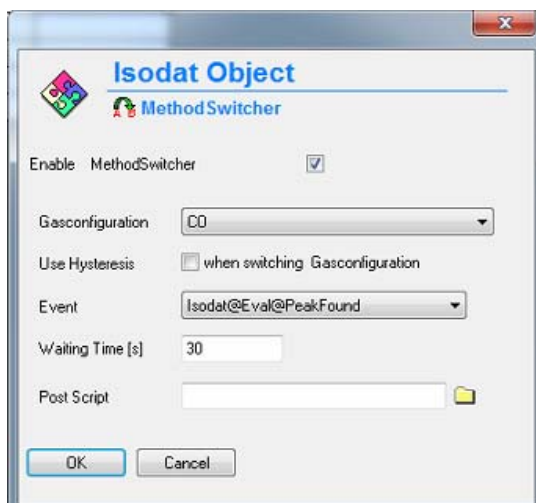 Isodat Object
MethodSwitcher
Enable MethodSwitcher
Gasconfiguration CO
Use Hysteresis when switching Gasconfiguration
Event Isodat@Eval@PeakFound
Waiting Time [s] 30
Post Script
OK Cancel